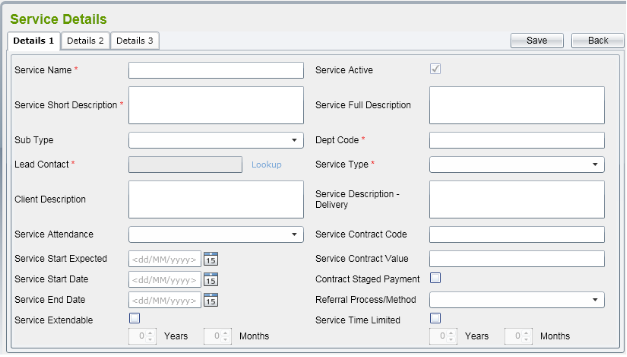 Service Details
Details 1 Details 2 Details 3 Save Back
Service Name * Service Active
Service Short Description * Service Full Description
Sub Type Dept Code *
Lead Contact * Lookup Service Type *
Client Description Service Description -
Delivery
Service Attendance Service Contract Code
Service Start Expected <dd/MM/yyyy> 15 Service Contract Value
Service Start Date <dd/MM/yyyy> 15 Contract Staged Payment
Service End Date <dd/MM/yyyy> 15 Referral Process/Method
Service Extendable Service Time Limited
0 Years 0 Months 0 Years 0 Months